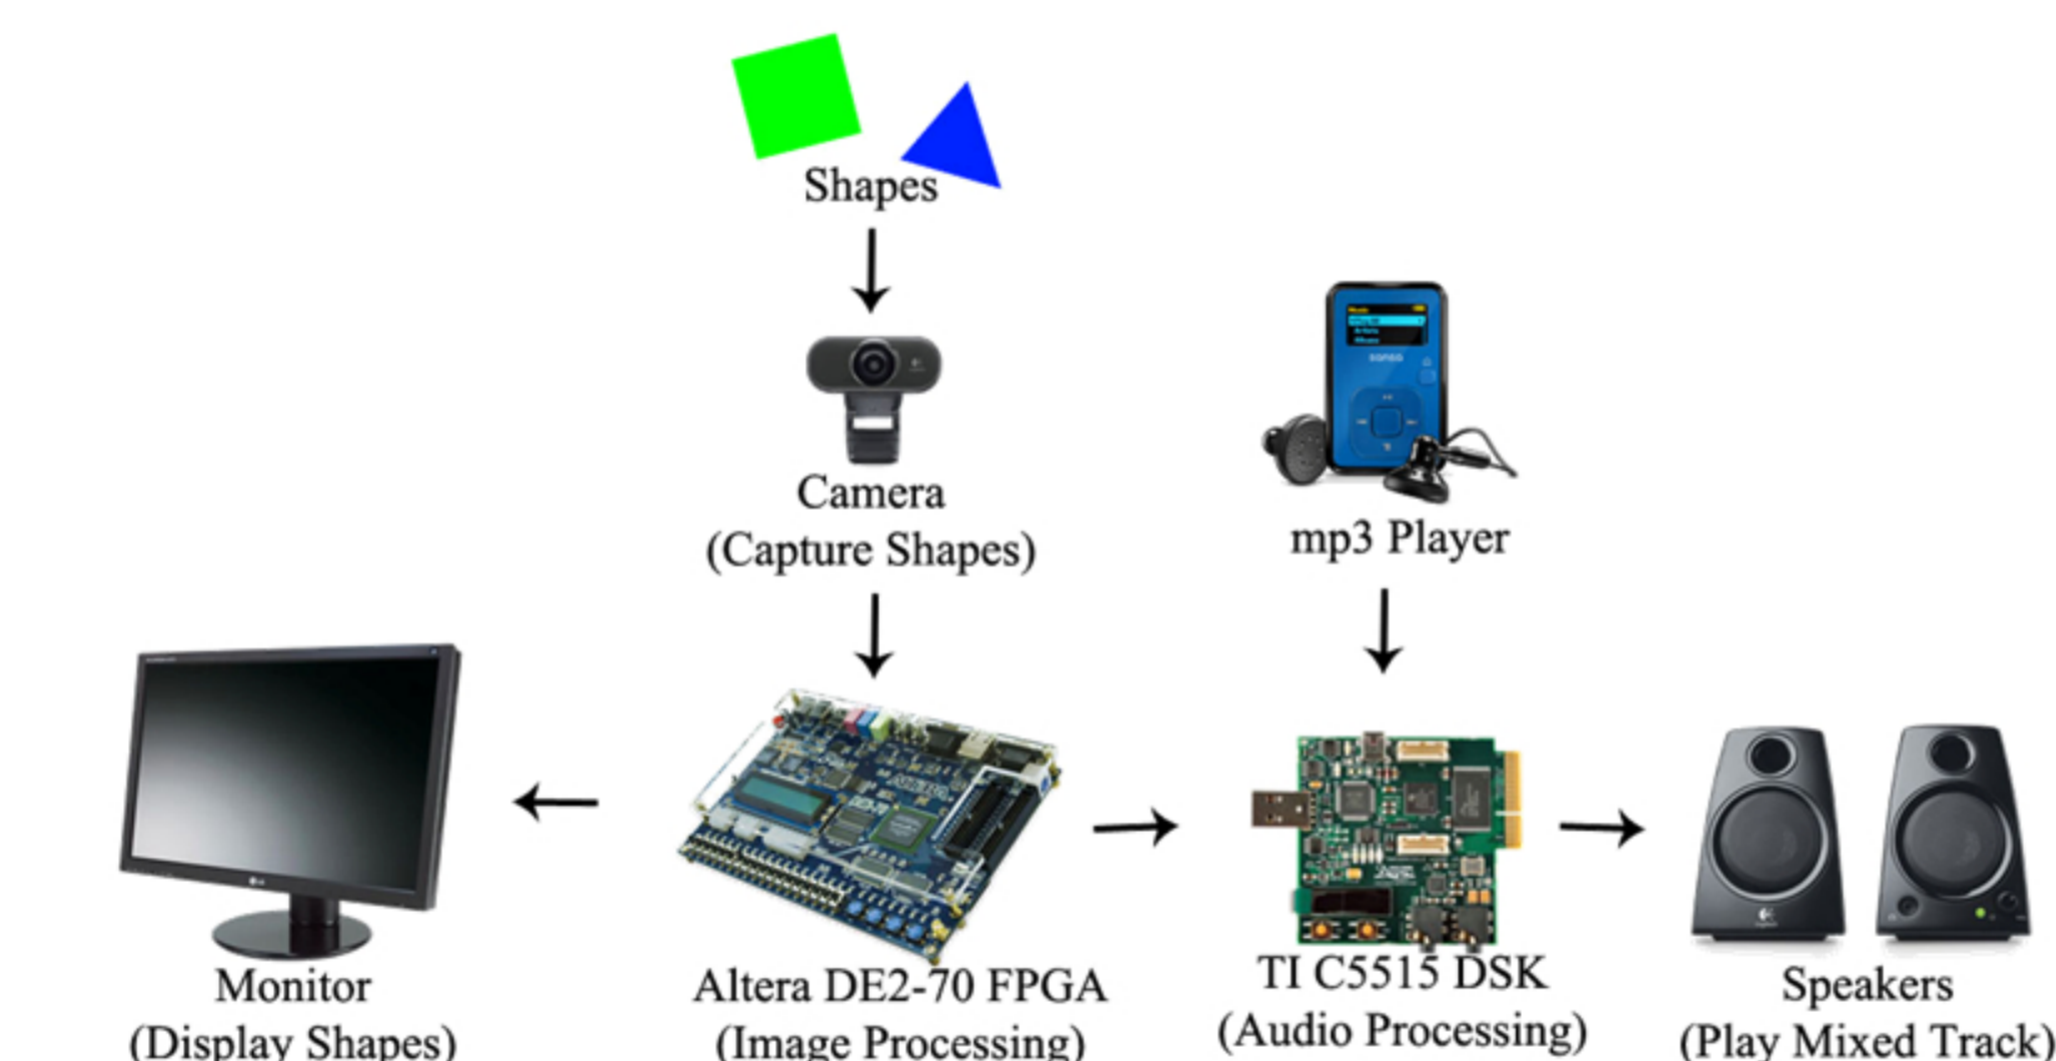 Shapes
Camera
(Capture Shapes)
mp3 Player
Monitor
(Display Shapes)
Altera DE2-70 FPGA
(Image Processing)
TI C5515 DSK
(Audio Processing)
Speakers
(Play Mixed Track)